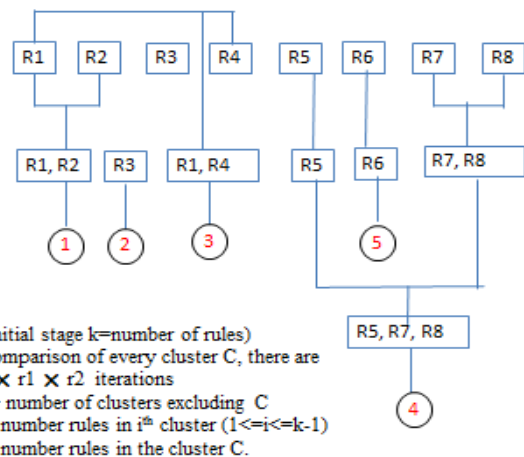 R1 R2 R3 R4 R5 R6 R7 R8
R1, R2 R3 R1, R4 R5 R6 R7, R8
1 2 3 5
R5, R7, R8
4
nitial stage k=number of rules)
omparison of every cluster C, there are
× r1 × r2 iterations
number of clusters excluding C
number rules in iᵗʰ cluster (1<=i<=k-1)
number rules in the cluster C.